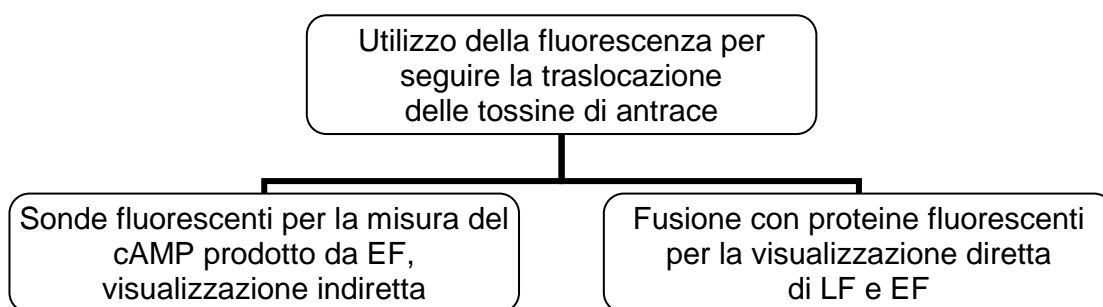 Utilizzo della fluorescenza per
seguire la traslocazione
delle tossine di antrace
Sonde fluorescenti per la misura del
cAMP prodotto da EF,
visualizzazione indiretta
Fusione con proteine fluorescenti
per la visualizzazione diretta
di LF e EF